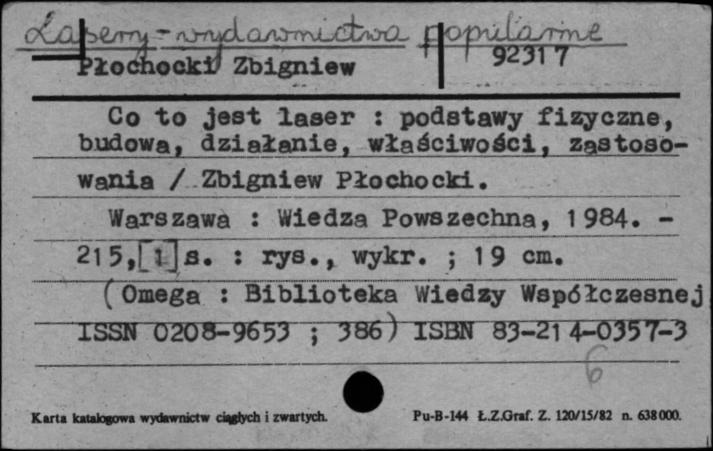 Lasery - wydawnictwa popularne
92317
Płochocki Zbigniew
Co to jest laser : podstawy fizyczne,
budowa, działanie, właściwości, zastoso-
wania / Zbigniew Płochocki.
Warszawa : Wiedza Powszechna, 1984. -
215,[1]s. : rys., wykr. ; 19 cm.
(Omega : Biblioteka Wiedzy Współczesnej
ISSN 0208-9653 ; 386) ISBN 83-214-0357-3
6
Karta katalogowa wydawnictw ciągłych i zwartych. Pu-B-144 Ł.Z.Graf. Z. 120/15/82 n. 638000.